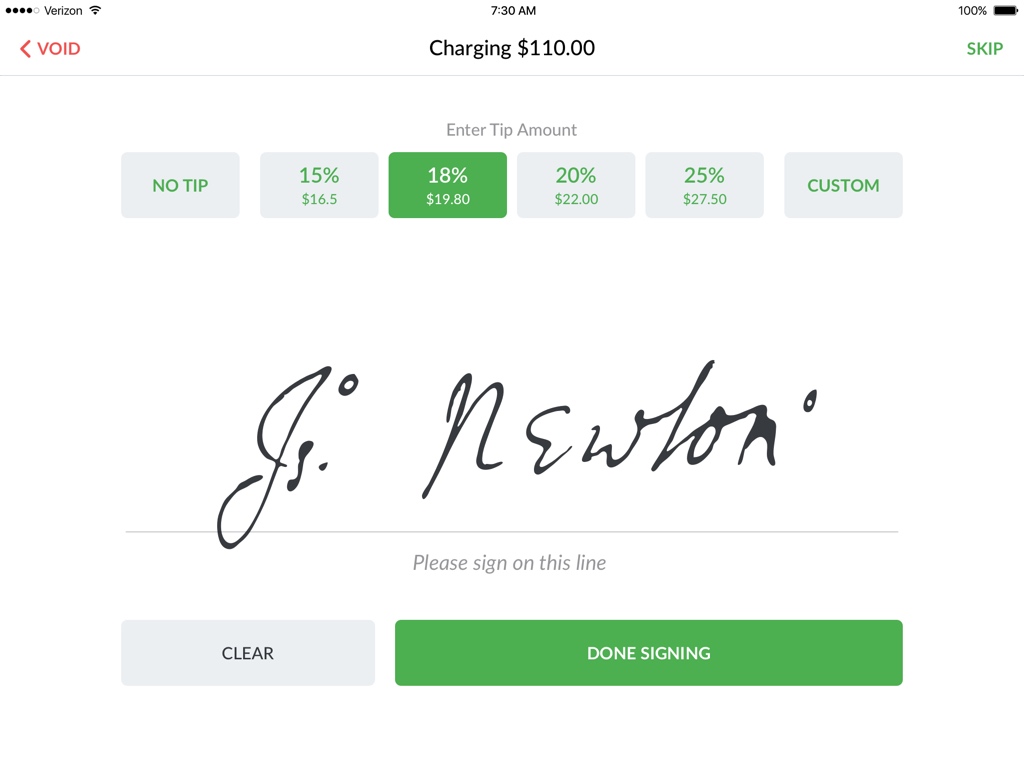 Verizon 7:30 AM 100%
VOID Charging $110.00 SKIP
Enter Tip Amount
NO TIP 15% 18% 20% 25% CUSTOM
$16.5 $19.80 $22.00 $27.50
Js. Newton
Please sign on this line
CLEAR DONE SIGNING